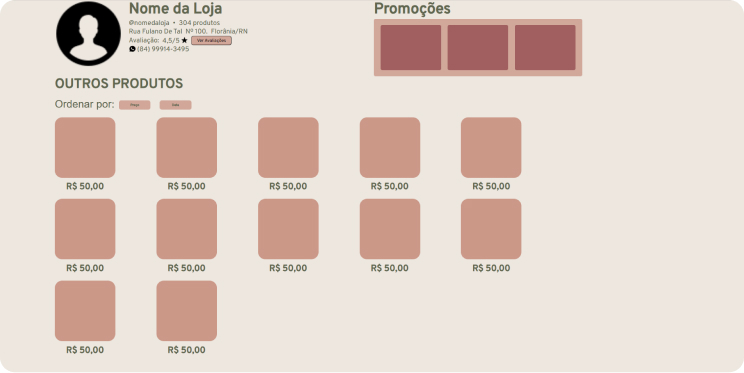 Nome da Loja
@nomedaloja • 304 produtos
Rua Fulano De Tal Nº 100. Florânia/RN
Avaliação: 4,5/5 ★ Ver Avaliações
(84) 99914-3495
Promoções
OUTROS PRODUTOS
Ordenar por: Preço
R$ 50,00 R$ 50,00 R$ 50,00 R$ 50,00 R$ 50,00
R$ 50,00 R$ 50,00 R$ 50,00 R$ 50,00 R$ 50,00
R$ 50,00 R$ 50,00